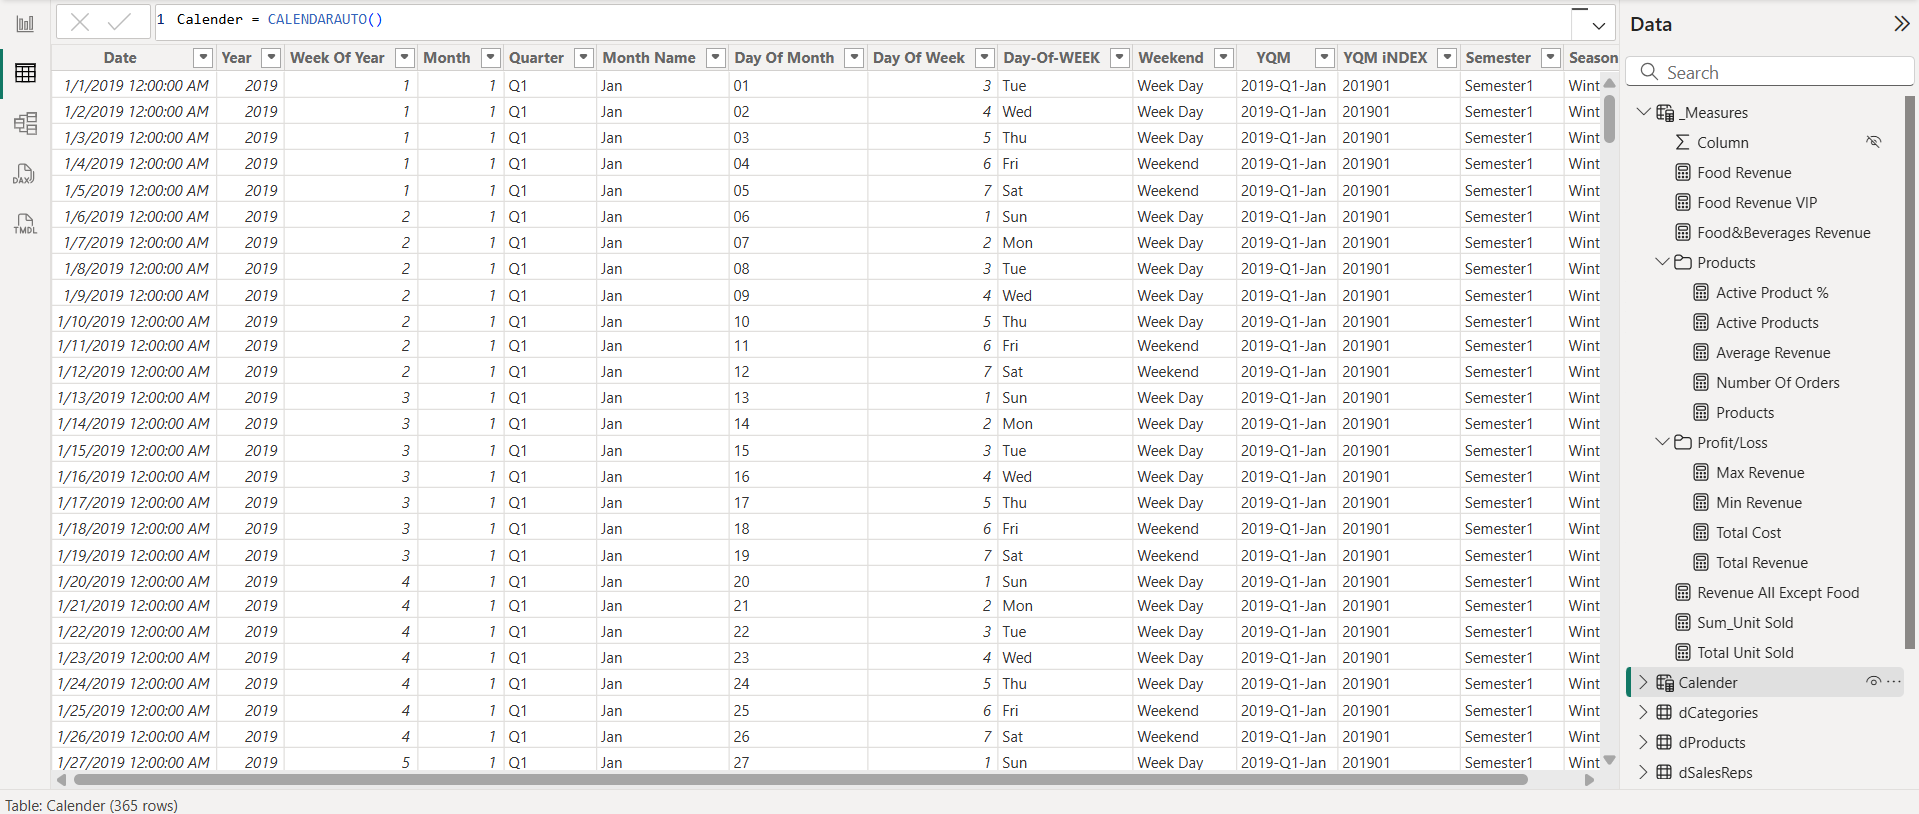 1 Calender = CALENDARAUTO()
Date Year Week Of Year Month Quarter Month Name Day Of Month Day Of Week Day-Of-WEEK Weekend YQM YQM iNDEX Semester Season
1/1/2019 12:00:00 AM 2019 1 1 Q1 Jan 01 3 Tue Week Day 2019-Q1-Jan 201901 Semester1 Wint
1/2/2019 12:00:00 AM 2019 1 1 Q1 Jan 02 4 Wed Week Day 2019-Q1-Jan 201901 Semester1 Wint
1/3/2019 12:00:00 AM 2019 1 1 Q1 Jan 03 5 Thu Week Day 2019-Q1-Jan 201901 Semester1 Wint
1/4/2019 12:00:00 AM 2019 1 1 Q1 Jan 04 6 Fri Weekend 2019-Q1-Jan 201901 Semester1 Wint
1/5/2019 12:00:00 AM 2019 1 1 Q1 Jan 05 7 Sat Weekend 2019-Q1-Jan 201901 Semester1 Wint
1/6/2019 12:00:00 AM 2019 2 1 Q1 Jan 06 1 Sun Week Day 2019-Q1-Jan 201901 Semester1 Wint
1/7/2019 12:00:00 AM 2019 2 1 Q1 Jan 07 2 Mon Week Day 2019-Q1-Jan 201901 Semester1 Wint
1/8/2019 12:00:00 AM 2019 2 1 Q1 Jan 08 3 Tue Week Day 2019-Q1-Jan 201901 Semester1 Wint
1/9/2019 12:00:00 AM 2019 2 1 Q1 Jan 09 4 Wed Week Day 2019-Q1-Jan 201901 Semester1 Wint
1/10/2019 12:00:00 AM 2019 2 1 Q1 Jan 10 5 Thu Week Day 2019-Q1-Jan 201901 Semester1 Wint
1/11/2019 12:00:00 AM 2019 2 1 Q1 Jan 11 6 Fri Weekend 2019-Q1-Jan 201901 Semester1 Wint
1/12/2019 12:00:00 AM 2019 2 1 Q1 Jan 12 7 Sat Weekend 2019-Q1-Jan 201901 Semester1 Wint
1/13/2019 12:00:00 AM 2019 3 1 Q1 Jan 13 1 Sun Week Day 2019-Q1-Jan 201901 Semester1 Wint
1/14/2019 12:00:00 AM 2019 3 1 Q1 Jan 14 2 Mon Week Day 2019-Q1-Jan 201901 Semester1 Wint
1/15/2019 12:00:00 AM 2019 3 1 Q1 Jan 15 3 Tue Week Day 2019-Q1-Jan 201901 Semester1 Wint
1/16/2019 12:00:00 AM 2019 3 1 Q1 Jan 16 4 Wed Week Day 2019-Q1-Jan 201901 Semester1 Wint
1/17/2019 12:00:00 AM 2019 3 1 Q1 Jan 17 5 Thu Week Day 2019-Q1-Jan 201901 Semester1 Wint
1/18/2019 12:00:00 AM 2019 3 1 Q1 Jan 18 6 Fri Weekend 2019-Q1-Jan 201901 Semester1 Wint
1/19/2019 12:00:00 AM 2019 3 1 Q1 Jan 19 7 Sat Weekend 2019-Q1-Jan 201901 Semester1 Wint
1/20/2019 12:00:00 AM 2019 4 1 Q1 Jan 20 1 Sun Week Day 2019-Q1-Jan 201901 Semester1 Wint
1/21/2019 12:00:00 AM 2019 4 1 Q1 Jan 21 2 Mon Week Day 2019-Q1-Jan 201901 Semester1 Wint
1/22/2019 12:00:00 AM 2019 4 1 Q1 Jan 22 3 Tue Week Day 2019-Q1-Jan 201901 Semester1 Wint
1/23/2019 12:00:00 AM 2019 4 1 Q1 Jan 23 4 Wed Week Day 2019-Q1-Jan 201901 Semester1 Wint
1/24/2019 12:00:00 AM 2019 4 1 Q1 Jan 24 5 Thu Week Day 2019-Q1-Jan 201901 Semester1 Wint
1/25/2019 12:00:00 AM 2019 4 1 Q1 Jan 25 6 Fri Weekend 2019-Q1-Jan 201901 Semester1 Wint
1/26/2019 12:00:00 AM 2019 4 1 Q1 Jan 26 7 Sat Weekend 2019-Q1-Jan 201901 Semester1 Wint
1/27/2019 12:00:00 AM 2019 5 1 Q1 Jan 27 1 Sun Week Day 2019-Q1-Jan 201901 Semester1 Wint
DAX
TMDL
Table: Calender (365 rows)
Data
Search
_Measures
Column
Food Revenue
Food Revenue VIP
Food&Beverages Revenue
Products
Active Product %
Active Products
Average Revenue
Number Of Orders
Products
Profit/Loss
Max Revenue
Min Revenue
Total Cost
Total Revenue
Revenue All Except Food
Sum_Unit Sold
Total Unit Sold
Calender
dCategories
dProducts
dSalesReps